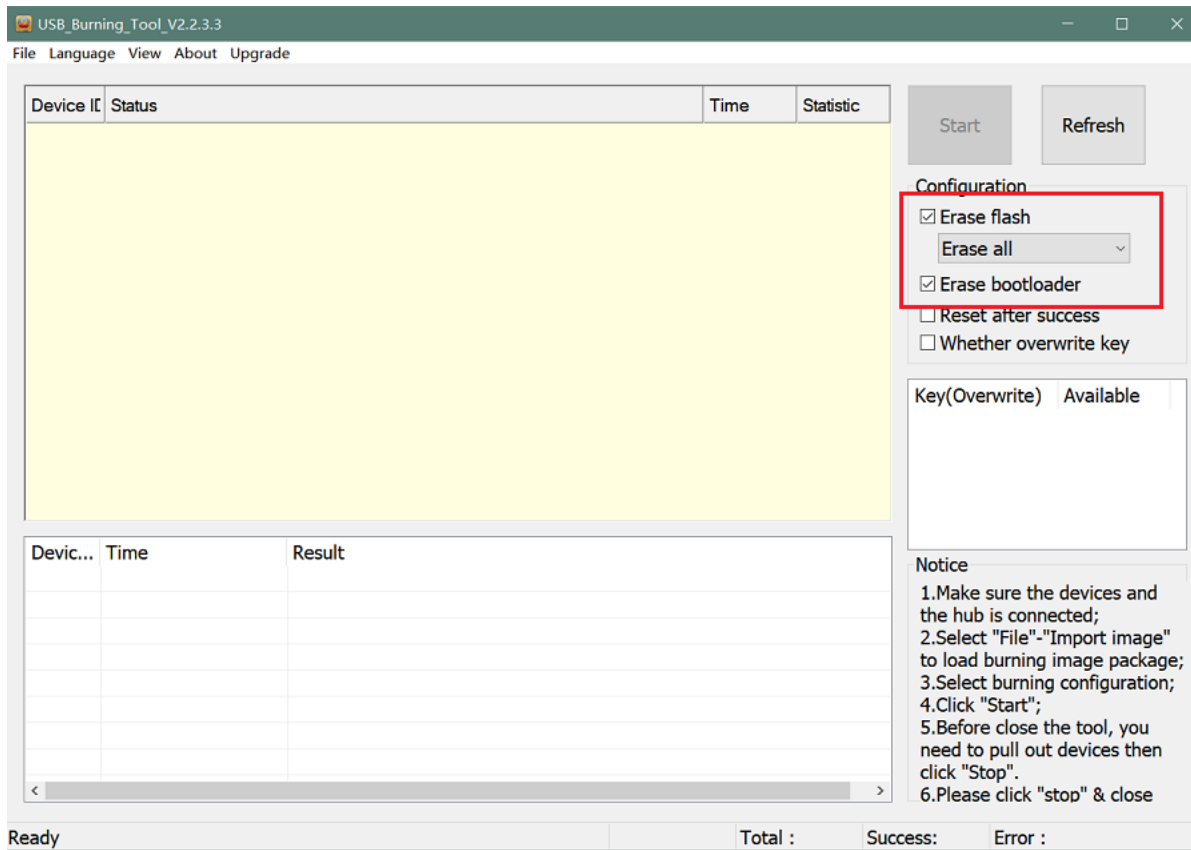 USB_Burning_Tool_V2.2.3.3
File Language View About Upgrade
Device ID Status Time Statistic
Start Refresh
Configuration
Erase flash
Erase all
Erase bootloader
Reset after success
Whether overwrite key
Key(Overwrite) Available
Devic... Time Result
Notice
1.Make sure the devices and
the hub is connected;
2.Select "File"-"Import image"
to load burning image package;
3.Select burning configuration;
4.Click "Start";
5.Before close the tool, you
need to pull out devices then
click "Stop".
6.Please click "stop" & close
Ready Total : Success: Error :